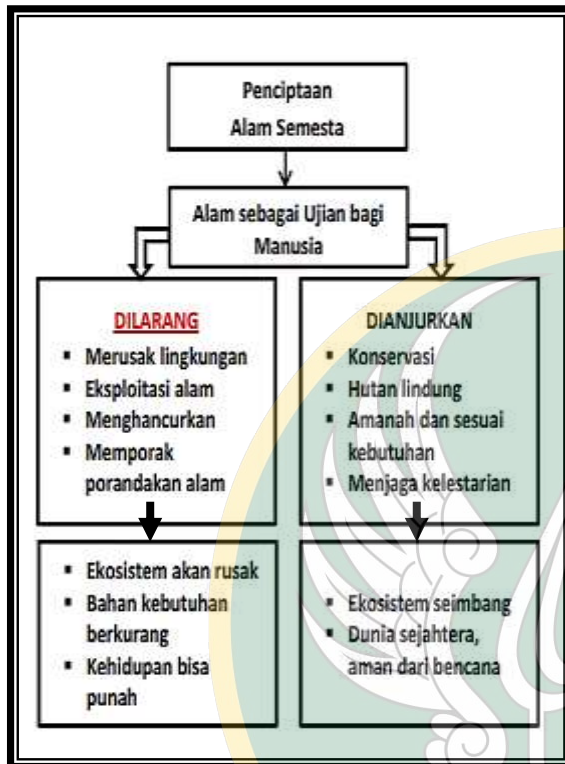 Penciptaan
Alam Semesta
Alam sebagai Ujian bagi
Manusia
DILARANG
▪ Merusak lingkungan
▪ Eksploitasi alam
▪ Menghancurkan
▪ Memporak
porandakan alam
DIANJURKAN
▪ Konservasi
▪ Hutan lindung
▪ Amanah dan sesuai
kebutuhan
▪ Menjaga kelestarian
▪ Ekosistem akan rusak
▪ Bahan kebutuhan
berkurang
▪ Kehidupan bisa
punah
▪ Ekosistem seimbang
▪ Dunia sejahtera,
aman dari bencana